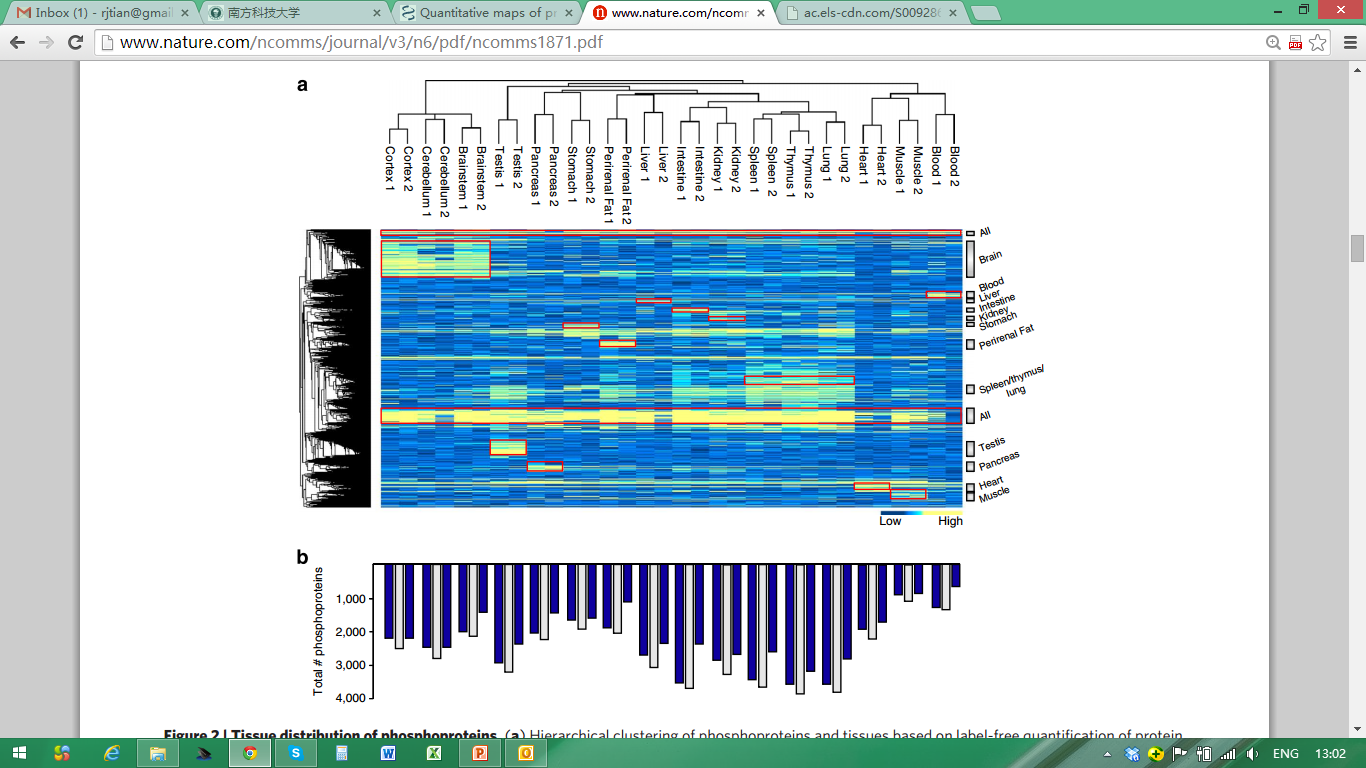 Inbox (1) - rjtian@gmail
南方科技大学
Quantitative maps of pr
www.nature.com/ncomm
ac.els-cdn.com/S009286
www.nature.com/ncomms/journal/v3/n6/pdf/ncomms1871.pdf
a
Cortex 1
Cortex 2
Cerebellum 1
Cerebellum 2
Brainstem 1
Brainstem 2
Testis 1
Testis 2
Pancreas 1
Pancreas 2
Stomach 1
Stomach 2
Perirenal Fat 1
Perirenal Fat 2
Liver 1
Liver 2
Intestine 1
Intestine 2
Kidney 1
Kidney 2
Spleen 1
Spleen 2
Thymus 1
Thymus 2
Lung 1
Lung 2
Heart 1
Heart 2
Muscle 1
Muscle 2
Blood 1
Blood 2
All
Brain
Blood
Liver
Intestine
Kidney
Stomach
Perirenal Fat
Spleen/thymus/
lung
All
Testis
Pancreas
Heart
Muscle
Low High
b
Total # phosphoproteins
1,000
2,000
3,000
4,000
Figure 2 | Tissue distribution of phosphoproteins. (a) Hierarchical clustering of phosphoproteins and tissues based on label-free quantification of protein
ENG 13:02